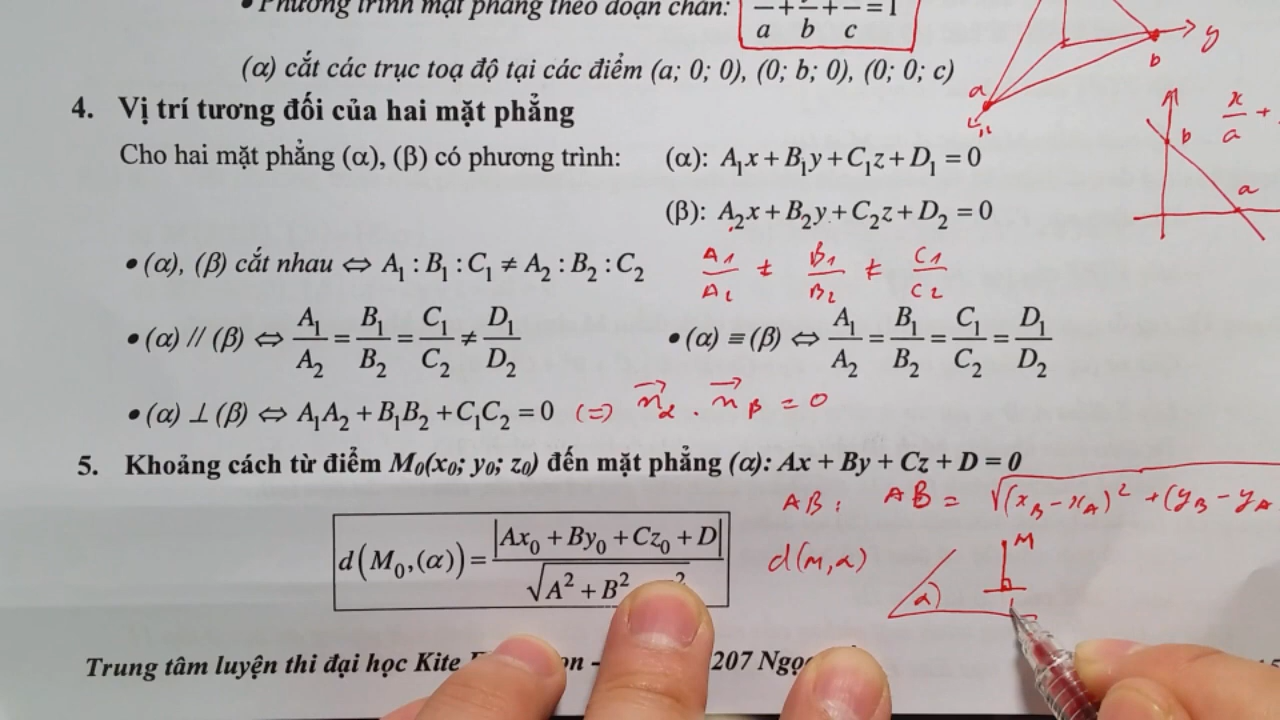 • Phương trình mặt phẳng theo đoạn chắn: + + = 1
a b c
(α) cắt các trục toạ độ tại các điểm (a; 0; 0), (0; b; 0), (0; 0; c)
a
b
y
x/a +
b
a
4. Vị trí tương đối của hai mặt phẳng
Cho hai mặt phẳng (α), (β) có phương trình: (α): A₁x + B₁y + C₁z + D₁ = 0
(β): A₂x + B₂y + C₂z + D₂ = 0
• (α), (β) cắt nhau ⇔ A₁ : B₁ : C₁ ≠ A₂ : B₂ : C₂ A₁/A₂ ≠ B₁/B₂ ≠ C₁/C₂
• (α) // (β) ⇔ A₁/A₂ = B₁/B₂ = C₁/C₂ ≠ D₁/D₂ • (α) ≡ (β) ⇔ A₁/A₂ = B₁/B₂ = C₁/C₂ = D₁/D₂
• (α) ⊥ (β) ⇔ A₁A₂ + B₁B₂ + C₁C₂ = 0 (=) n⃗α . n⃗β = 0
5. Khoảng cách từ điểm M₀(x₀; y₀; z₀) đến mặt phẳng (α): Ax + By + Cz + D = 0
AB : AB = √(x_B - x_A)² + (y_B - y_A
d(M₀,(α)) = |Ax₀ + By₀ + Cz₀ + D| / √A² + B² ²
d(M,α)
M
α)
Trung tâm luyện thi đại học Kite 207